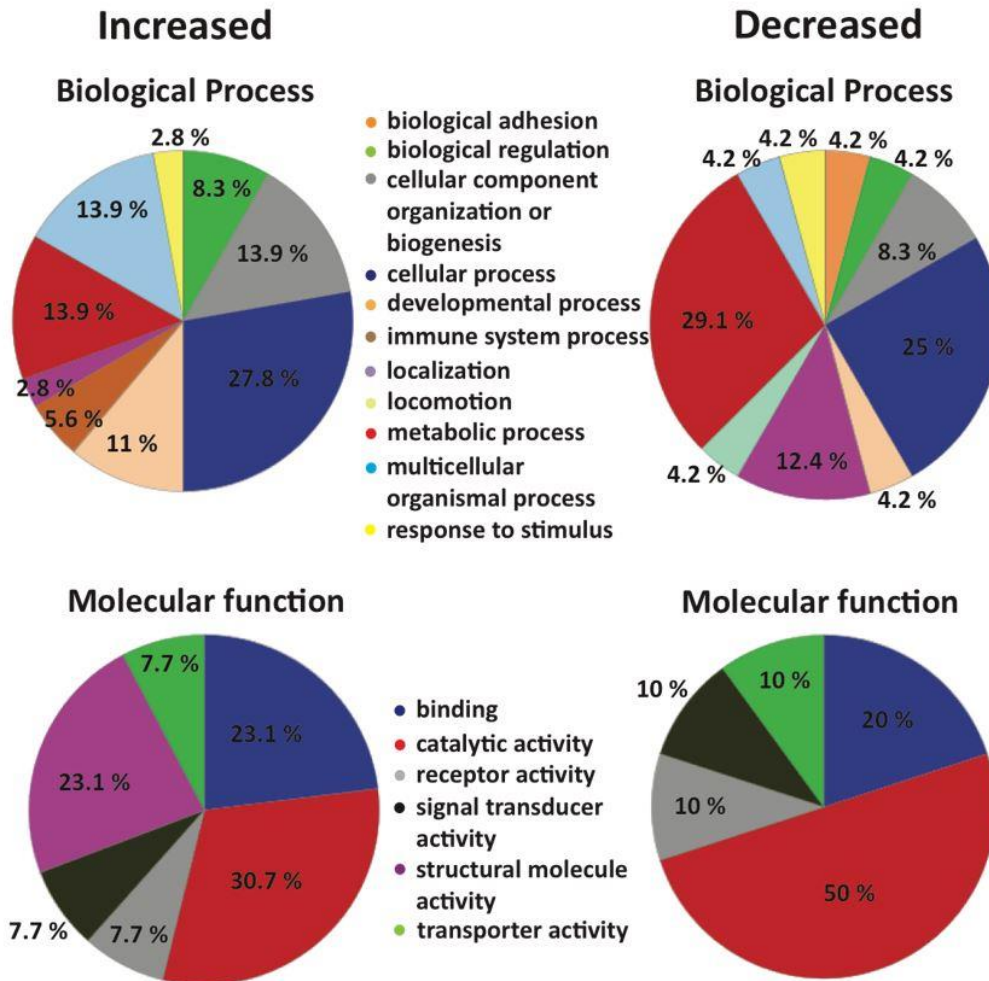 Increased
Decreased
Biological Process
Biological Process
2.8 %
8.3 %
13.9 %
27.8 %
11 %
5.6 %
2.8 %
13.9 %
13.9 %
biological adhesion
biological regulation
cellular component
organization or
biogenesis
cellular process
developmental process
immune system process
localization
locomotion
metabolic process
multicellular
organismal process
response to stimulus
4.2 %
4.2 %
4.2 %
4.2 %
8.3 %
25 %
4.2 %
12.4 %
4.2 %
29.1 %
Molecular function
Molecular function
7.7 %
23.1 %
30.7 %
7.7 %
7.7 %
23.1 %
binding
catalytic activity
receptor activity
signal transducer
activity
structural molecule
activity
transporter activity
10 %
10 %
20 %
50 %
10 %